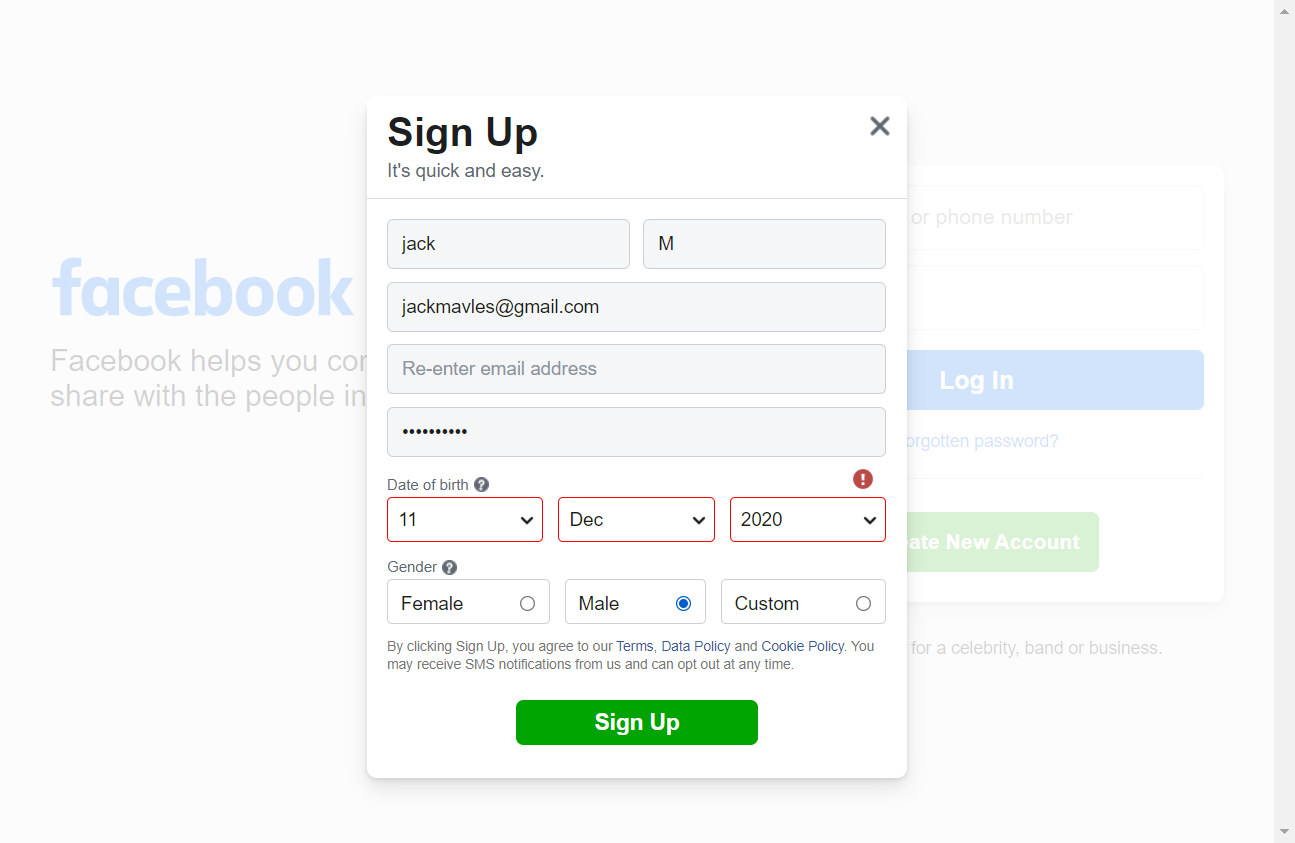 Sign Up
It's quick and easy.
jack M
jackmavles@gmail.com
Re-enter email address
••••••••••
Date of birth ?
11 Dec 2020
Gender ?
Female Male Custom
By clicking Sign Up, you agree to our Terms, Data Policy and Cookie Policy. You
may receive SMS notifications from us and can opt out at any time.
Sign Up
facebook
Facebook helps you con
share with the people in
or phone number
Log In
orgotten password?
ate New Account
for a celebrity, band or business.